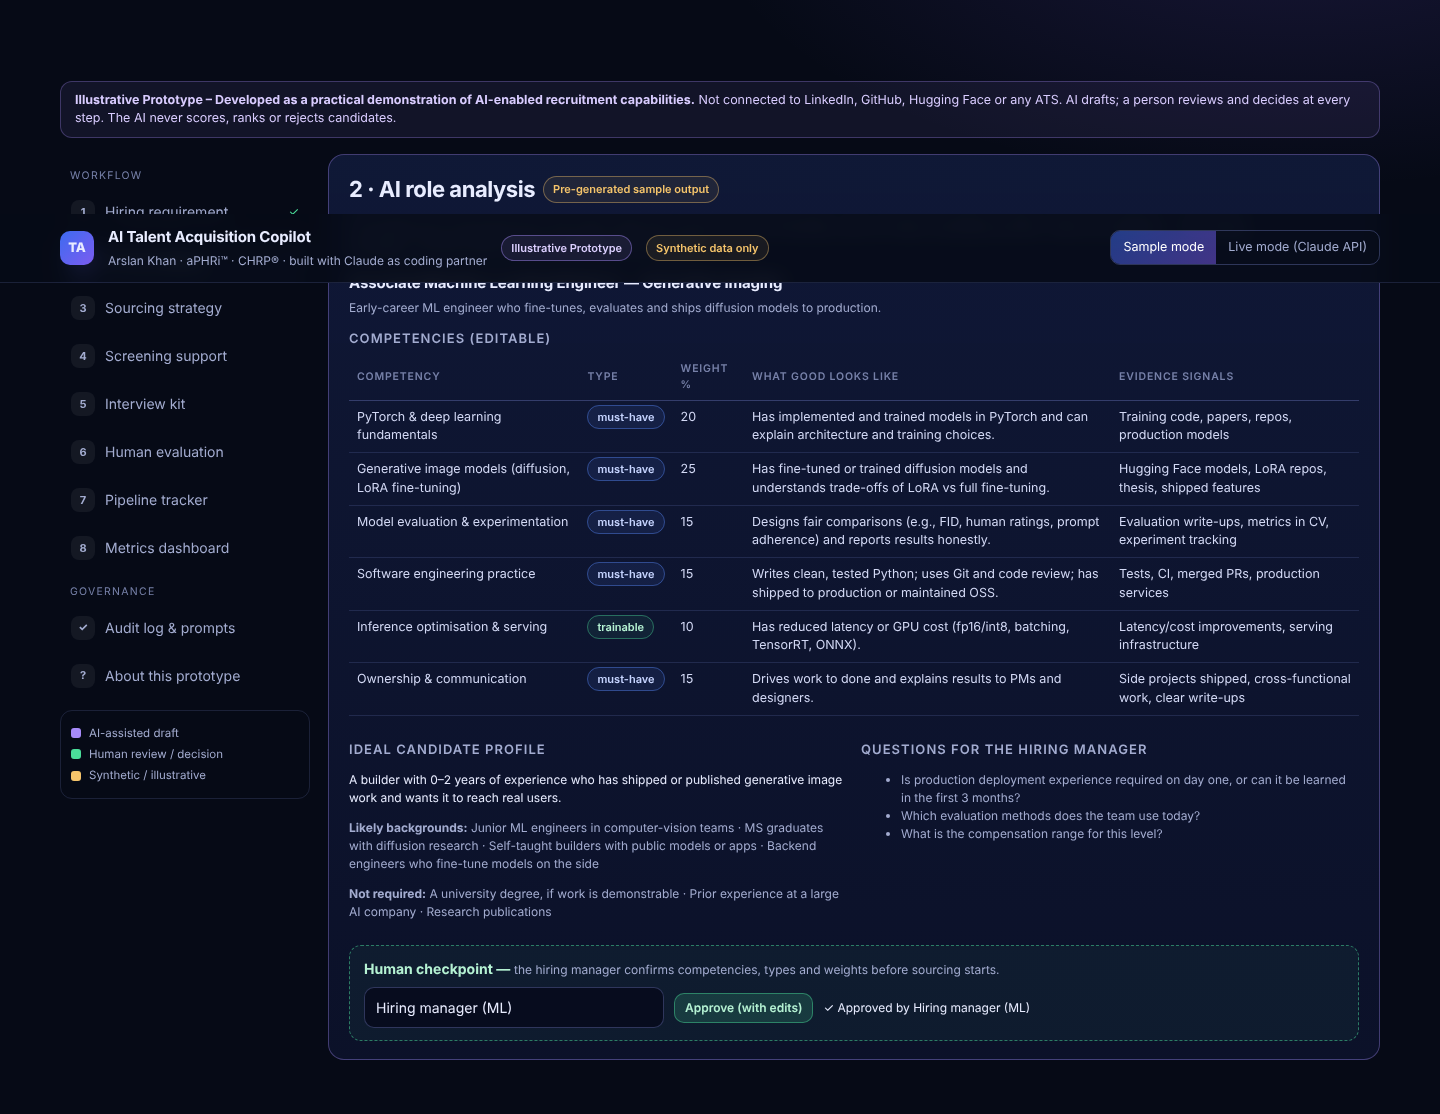 Illustrative Prototype – Developed as a practical demonstration of AI-enabled recruitment capabilities. Not connected to LinkedIn, GitHub, Hugging Face or any ATS. AI drafts; a person reviews and decides at every
step. The AI never scores, ranks or rejects candidates.
WORKFLOW
1 Hiring requirement ✓
2 · AI role analysis Pre-generated sample output
TA
AI Talent Acquisition Copilot
Arslan Khan · aPHRi™ · CHRP® · built with Claude as coding partner
Illustrative Prototype
Synthetic data only
Sample mode
Live mode (Claude API)
3 Sourcing strategy
4 Screening support
5 Interview kit
6 Human evaluation
7 Pipeline tracker
8 Metrics dashboard
GOVERNANCE
✓ Audit log & prompts
? About this prototype
AI-assisted draft
Human review / decision
Synthetic / illustrative
Associate Machine Learning Engineer — Generative Imaging
Early-career ML engineer who fine-tunes, evaluates and ships diffusion models to production.
COMPETENCIES (EDITABLE)
COMPETENCY TYPE WEIGHT % WHAT GOOD LOOKS LIKE EVIDENCE SIGNALS
PyTorch & deep learning
fundamentals
must-have
20
Has implemented and trained models in PyTorch and can
explain architecture and training choices.
Training code, papers, repos,
production models
Generative image models (diffusion,
LoRA fine-tuning)
must-have
25
Has fine-tuned or trained diffusion models and
understands trade-offs of LoRA vs full fine-tuning.
Hugging Face models, LoRA repos,
thesis, shipped features
Model evaluation & experimentation
must-have
15
Designs fair comparisons (e.g., FID, human ratings, prompt
adherence) and reports results honestly.
Evaluation write-ups, metrics in CV,
experiment tracking
Software engineering practice
must-have
15
Writes clean, tested Python; uses Git and code review; has
shipped to production or maintained OSS.
Tests, CI, merged PRs, production
services
Inference optimisation & serving
trainable
10
Has reduced latency or GPU cost (fp16/int8, batching,
TensorRT, ONNX).
Latency/cost improvements, serving
infrastructure
Ownership & communication
must-have
15
Drives work to done and explains results to PMs and
designers.
Side projects shipped, cross-functional
work, clear write-ups
IDEAL CANDIDATE PROFILE
A builder with 0–2 years of experience who has shipped or published generative image
work and wants it to reach real users.
Likely backgrounds: Junior ML engineers in computer-vision teams · MS graduates
with diffusion research · Self-taught builders with public models or apps · Backend
engineers who fine-tune models on the side
Not required: A university degree, if work is demonstrable · Prior experience at a large
AI company · Research publications
QUESTIONS FOR THE HIRING MANAGER
• Is production deployment experience required on day one, or can it be learned
in the first 3 months?
• Which evaluation methods does the team use today?
• What is the compensation range for this level?
Human checkpoint — the hiring manager confirms competencies, types and weights before sourcing starts.
Hiring manager (ML)
Approve (with edits)
✓ Approved by Hiring manager (ML)